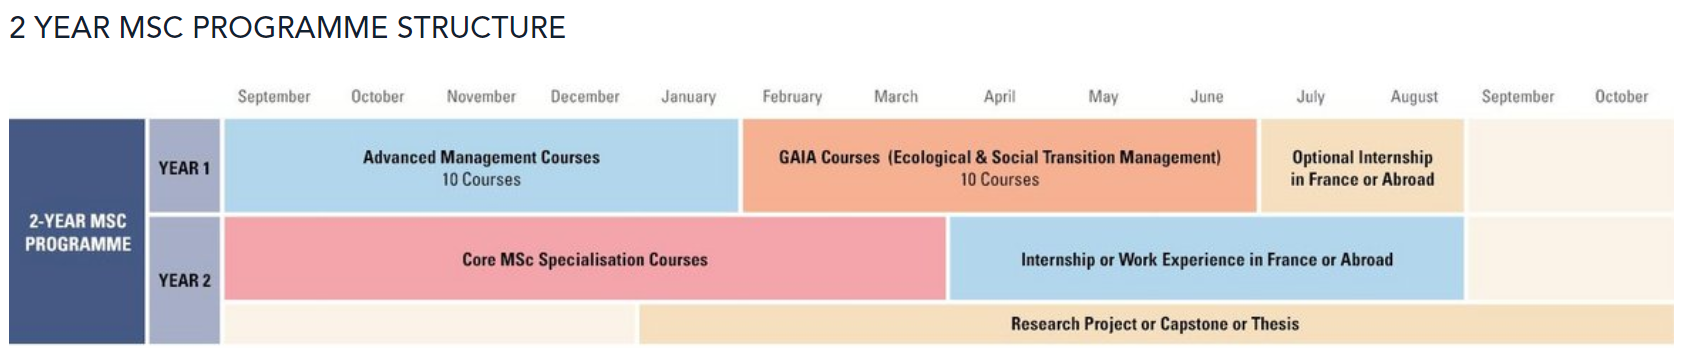 2 YEAR MSC PROGRAMME STRUCTURE
September October November December January February March April May June July August September October
2-YEAR MSC
PROGRAMME
YEAR 1
Advanced Management Courses
10 Courses
GAIA Courses (Ecological & Social Transition Management)
10 Courses
Optional Internship
in France or Abroad
YEAR 2
Core MSc Specialisation Courses
Internship or Work Experience in France or Abroad
Research Project or Capstone or Thesis